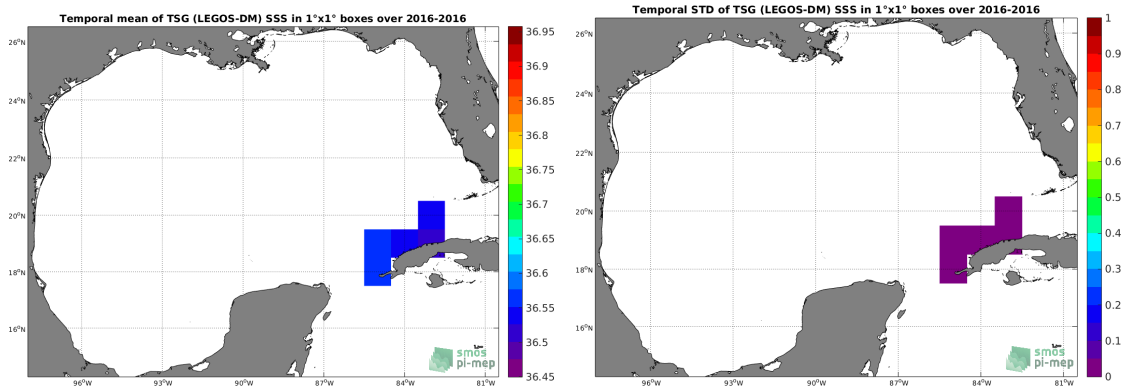 Temporal mean of TSG (LEGOS-DM) SSS in 1°x1° boxes over 2016-2016
26°N
24°N
22°N
20°N
18°N
16°N
96°W
93°W
90°W
87°W
84°W
81°W
36.95
36.9
36.85
36.8
36.75
36.7
36.65
36.6
36.55
36.5
36.45
smos
pi-mep
Temporal STD of TSG (LEGOS-DM) SSS in 1°x1° boxes over 2016-2016
26°N
24°N
22°N
20°N
18°N
16°N
96°W
93°W
90°W
87°W
84°W
81°W
1
0.9
0.8
0.7
0.6
0.5
0.4
0.3
0.2
0.1
0
smos
pi-mep